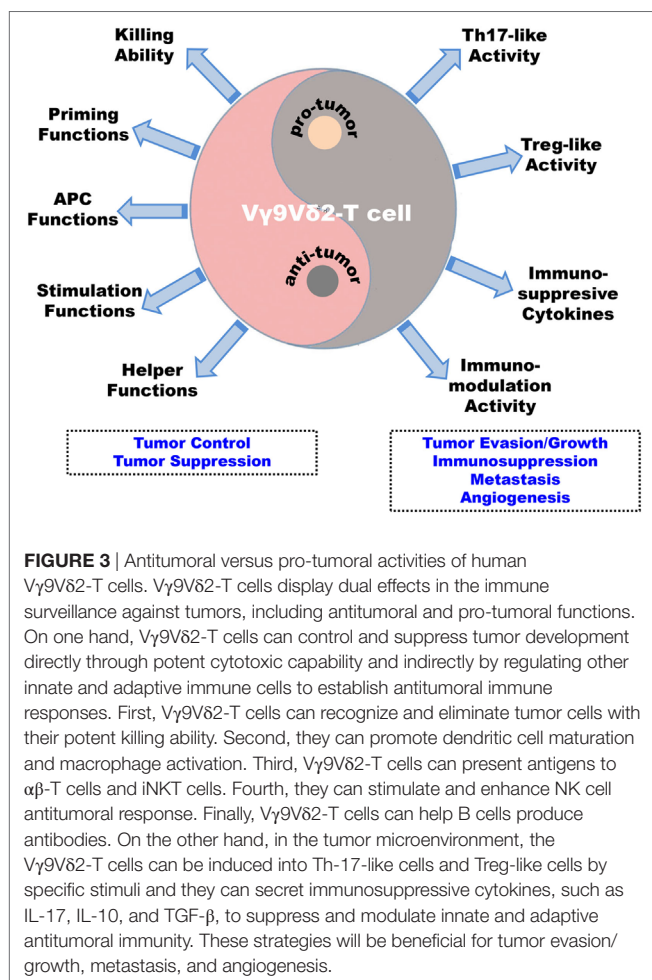 Killing
Ability
Priming
Functions
APC
Functions
Stimulation
Functions
Helper
Functions
pro-tumor
Vγ9Vδ2-T cell
anti-tumor
Th17-like
Activity
Treg-like
Activity
Immuno-
suppresive
Cytokines
Immuno-
modulation
Activity
Tumor Control
Tumor Suppression
Tumor Evasion/Growth
Immunosuppression
Metastasis
Angiogenesis
FIGURE 3 | Antitumoral versus pro-tumoral activities of human
Vγ9Vδ2-T cells. Vγ9Vδ2-T cells display dual effects in the immune
surveillance against tumors, including antitumoral and pro-tumoral functions.
On one hand, Vγ9Vδ2-T cells can control and suppress tumor development
directly through potent cytotoxic capability and indirectly by regulating other
innate and adaptive immune cells to establish antitumoral immune
responses. First, Vγ9Vδ2-T cells can recognize and eliminate tumor cells with
their potent killing ability. Second, they can promote dendritic cell maturation
and macrophage activation. Third, Vγ9Vδ2-T cells can present antigens to
αβ-T cells and iNKT cells. Fourth, they can stimulate and enhance NK cell
antitumoral response. Finally, Vγ9Vδ2-T cells can help B cells produce
antibodies. On the other hand, in the tumor microenvironment, the
Vγ9Vδ2-T cells can be induced into Th-17-like cells and Treg-like cells by
specific stimuli and they can secret immunosuppressive cytokines, such as
IL-17, IL-10, and TGF-β, to suppress and modulate innate and adaptive
antitumoral immunity. These strategies will be beneficial for tumor evasion/
growth, metastasis, and angiogenesis.